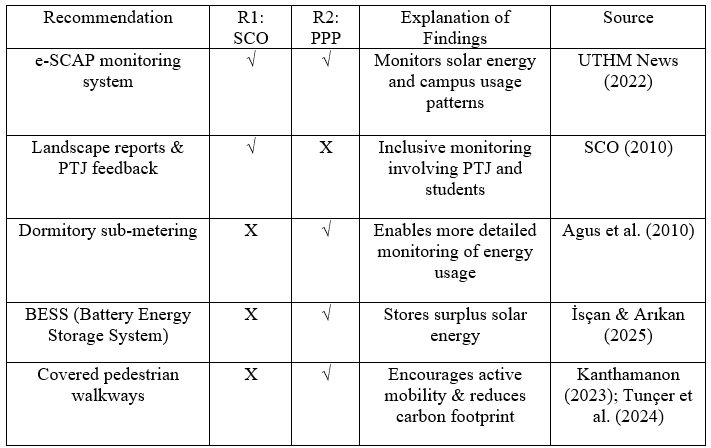 Recommendation R1: R2: Explanation of Source
SCO PPP Findings
e-SCAP monitoring √ √ Monitors solar energy UTHM News
system and campus usage (2022)
patterns
Landscape reports & √ X Inclusive monitoring SCO (2010)
PTJ feedback involving PTJ and
students
Dormitory sub-metering X √ Enables more detailed Agus et al. (2010)
monitoring of energy
usage
BESS (Battery Energy X √ Stores surplus solar İsçan & Arıkan
Storage System) energy (2025)
Covered pedestrian X √ Encourages active Kanthamanon
walkways mobility & reduces (2023); Tunçer et
carbon footprint al. (2024)